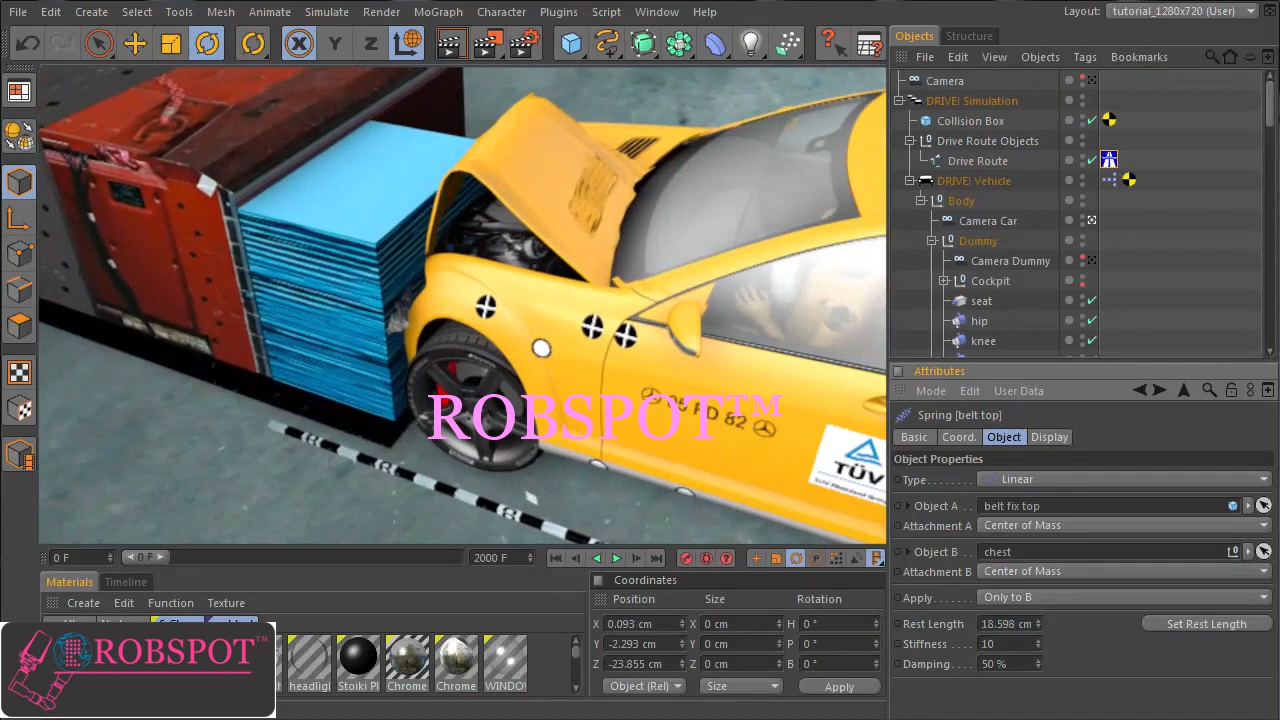 File Edit Create Select Tools Mesh Animate Simulate Render MoGraph Character Plugins Script Window Help Layout: tutorial_1280x720 (User)
Objects Structure
File Edit View Objects Tags Bookmarks
Camera
DRIVE! Simulation
Collision Box
Drive Route Objects
Drive Route
DRIVE! Vehicle
Body
Camera Car
Dummy
Camera Dummy
Cockpit
seat
hip
knee
Attributes
Mode Edit User Data
Spring [belt top]
Basic Coord. Object Display
Object Properties
Type Linear
Object A belt fix top
Attachment A Center of Mass
Object B chest
Attachment B Center of Mass
Apply Only to B
Rest Length 18.598 cm Set Rest Length
Stiffness 10
Damping 50 %
ROBSPOT™
TÜV
0 F 0 F 2000 F
Materials Timeline
Create Edit Function Texture
headligh Stoiki Pl Chrome Chrome WINDO
Coordinates
Position Size Rotation
X 0.093 cm X 0 cm H 0 °
Y -2.293 cm Y 0 cm P 0 °
Z -23.855 cm Z 0 cm B 0 °
Object (Rel) Size Apply
ROBSPOT™